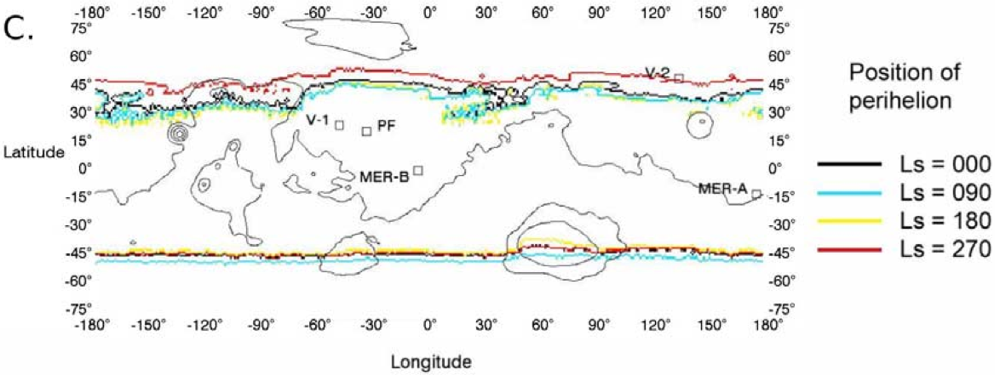 C.
-180° -150° -120° -90° -60° -30° 0° 30° 60° 90° 120° 150° 180°
75° 75°
60° 60°
45° V-2 45°
30° 30°
V-1 PF
15° 15°
Latitude
0° 0°
MER-B
-15° MER-A -15°
-30° -30°
-45° -45°
-60° -60°
-75° -75°
-180° -150° -120° -90° -60° -30° 0° 30° 60° 90° 120° 150° 180°
Longitude
Position of
perihelion
Ls = 000
Ls = 090
Ls = 180
Ls = 270